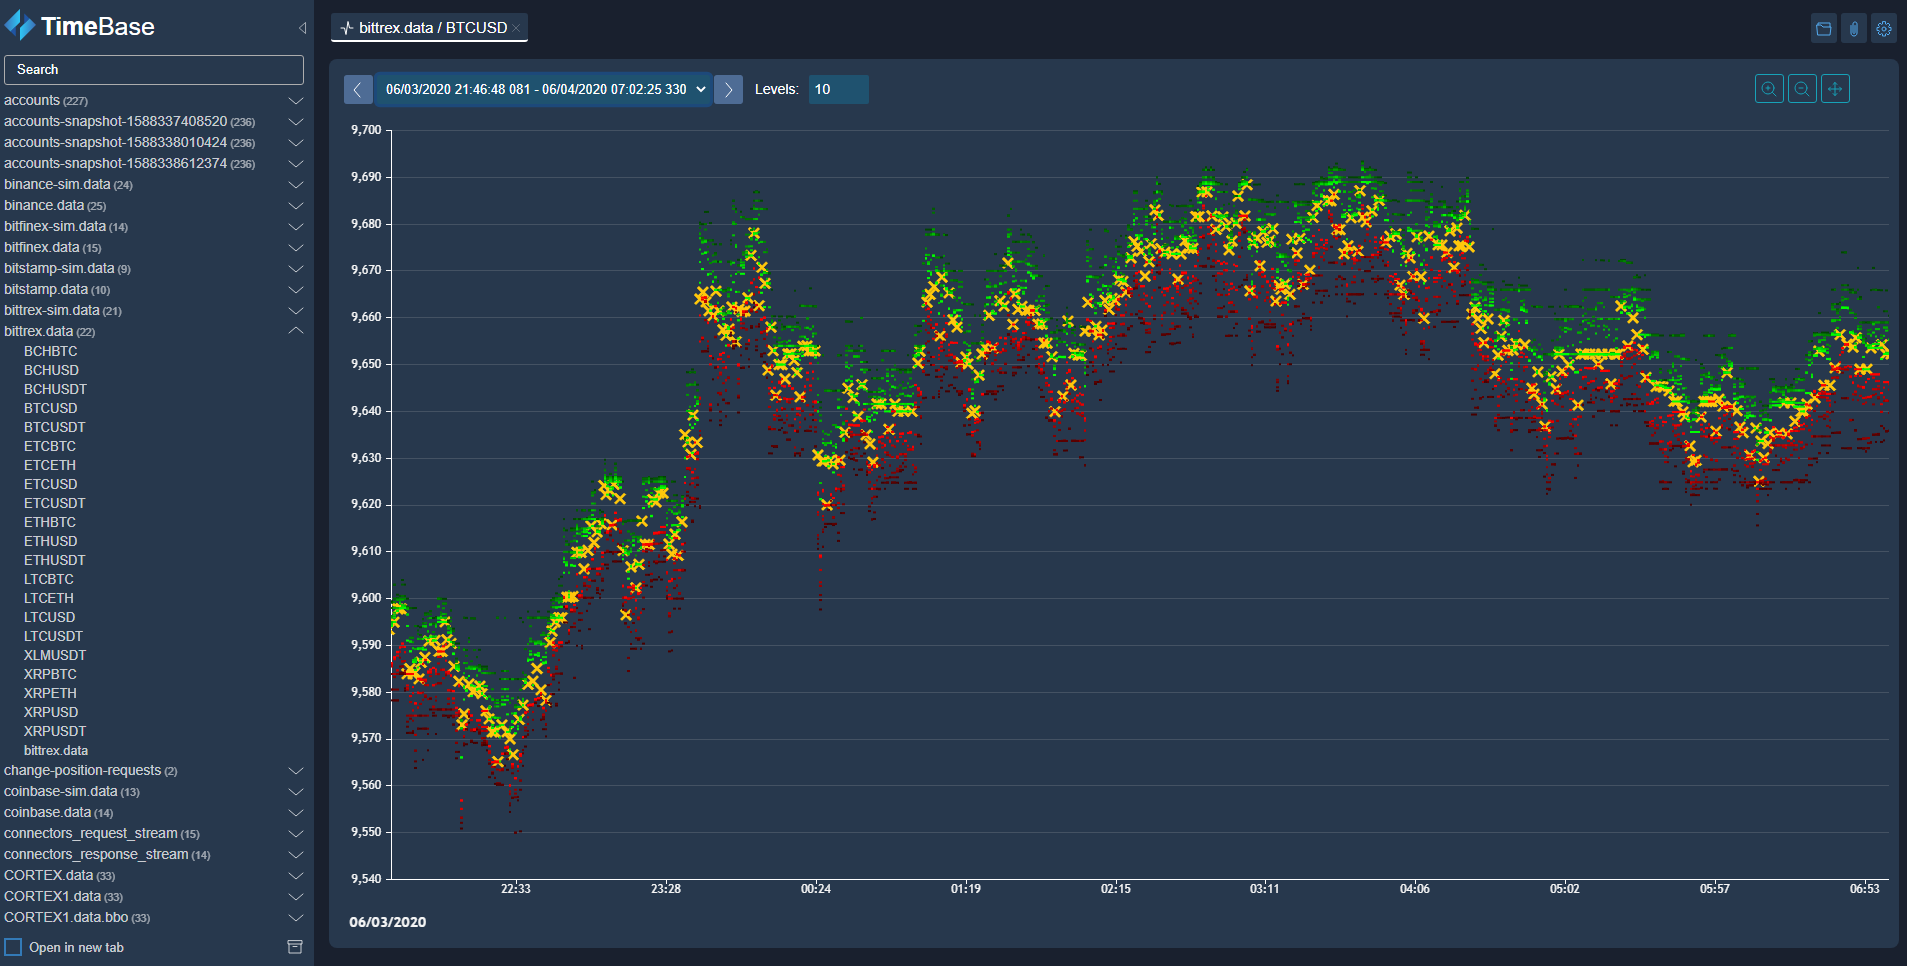 TimeBase
Search
accounts (227)
accounts-snapshot-1588337408520 (236)
accounts-snapshot-1588338010424 (236)
accounts-snapshot-1588338612374 (236)
binance-sim.data (24)
binance.data (25)
bitfinex-sim.data (14)
bitfinex.data (15)
bitstamp-sim.data (9)
bitstamp.data (10)
bittrex-sim.data (21)
bittrex.data (22)
BCHBTC
BCHUSD
BCHUSDT
BTCUSD
BTCUSDT
ETCBTC
ETCETH
ETCUSD
ETCUSDT
ETHBTC
ETHUSD
ETHUSDT
LTCBTC
LTCETH
LTCUSD
LTCUSDT
XLMUSDT
XRPBTC
XRPETH
XRPUSD
XRPUSDT
bittrex.data
change-position-requests (2)
coinbase-sim.data (13)
coinbase.data (14)
connectors_request_stream (15)
connectors_response_stream (14)
CORTEX.data (33)
CORTEX1.data (33)
CORTEX1.data.bbo (33)
Open in new tab
bittrex.data / BTCUSD
06/03/2020 21:46:48 081 - 06/04/2020 07:02:25 330 Levels: 10
9,700
9,690
9,680
9,670
9,660
9,650
9,640
9,630
9,620
9,610
9,600
9,590
9,580
9,570
9,560
9,550
9,540
22:33 23:28 00:24 01:19 02:15 03:11 04:06 05:02 05:57 06:53
06/03/2020